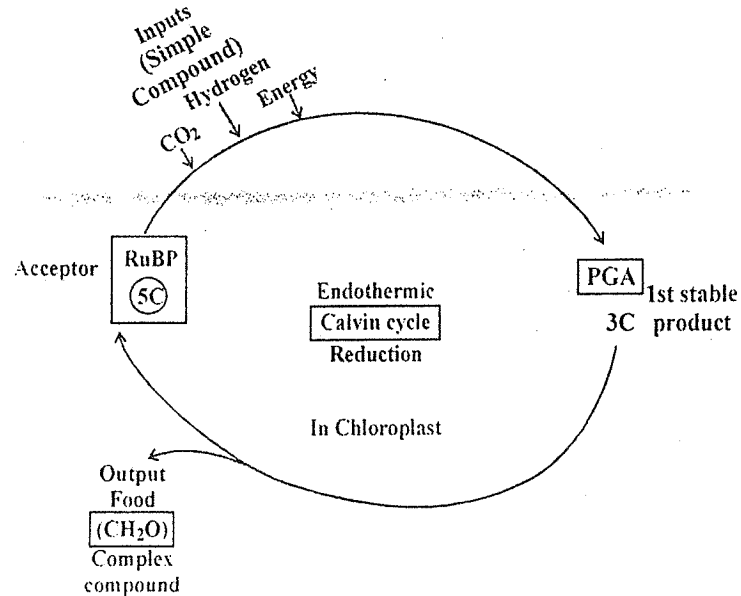 Inputs
(Simple
Compound)
Hydrogen
Energy
CO₂
Acceptor
RuBP
5C
PGA
1st stable
3C product
Endothermic
Calvin cycle
Reduction
In Chloroplast
Output
Food
(CH₂O)
Complex
compound